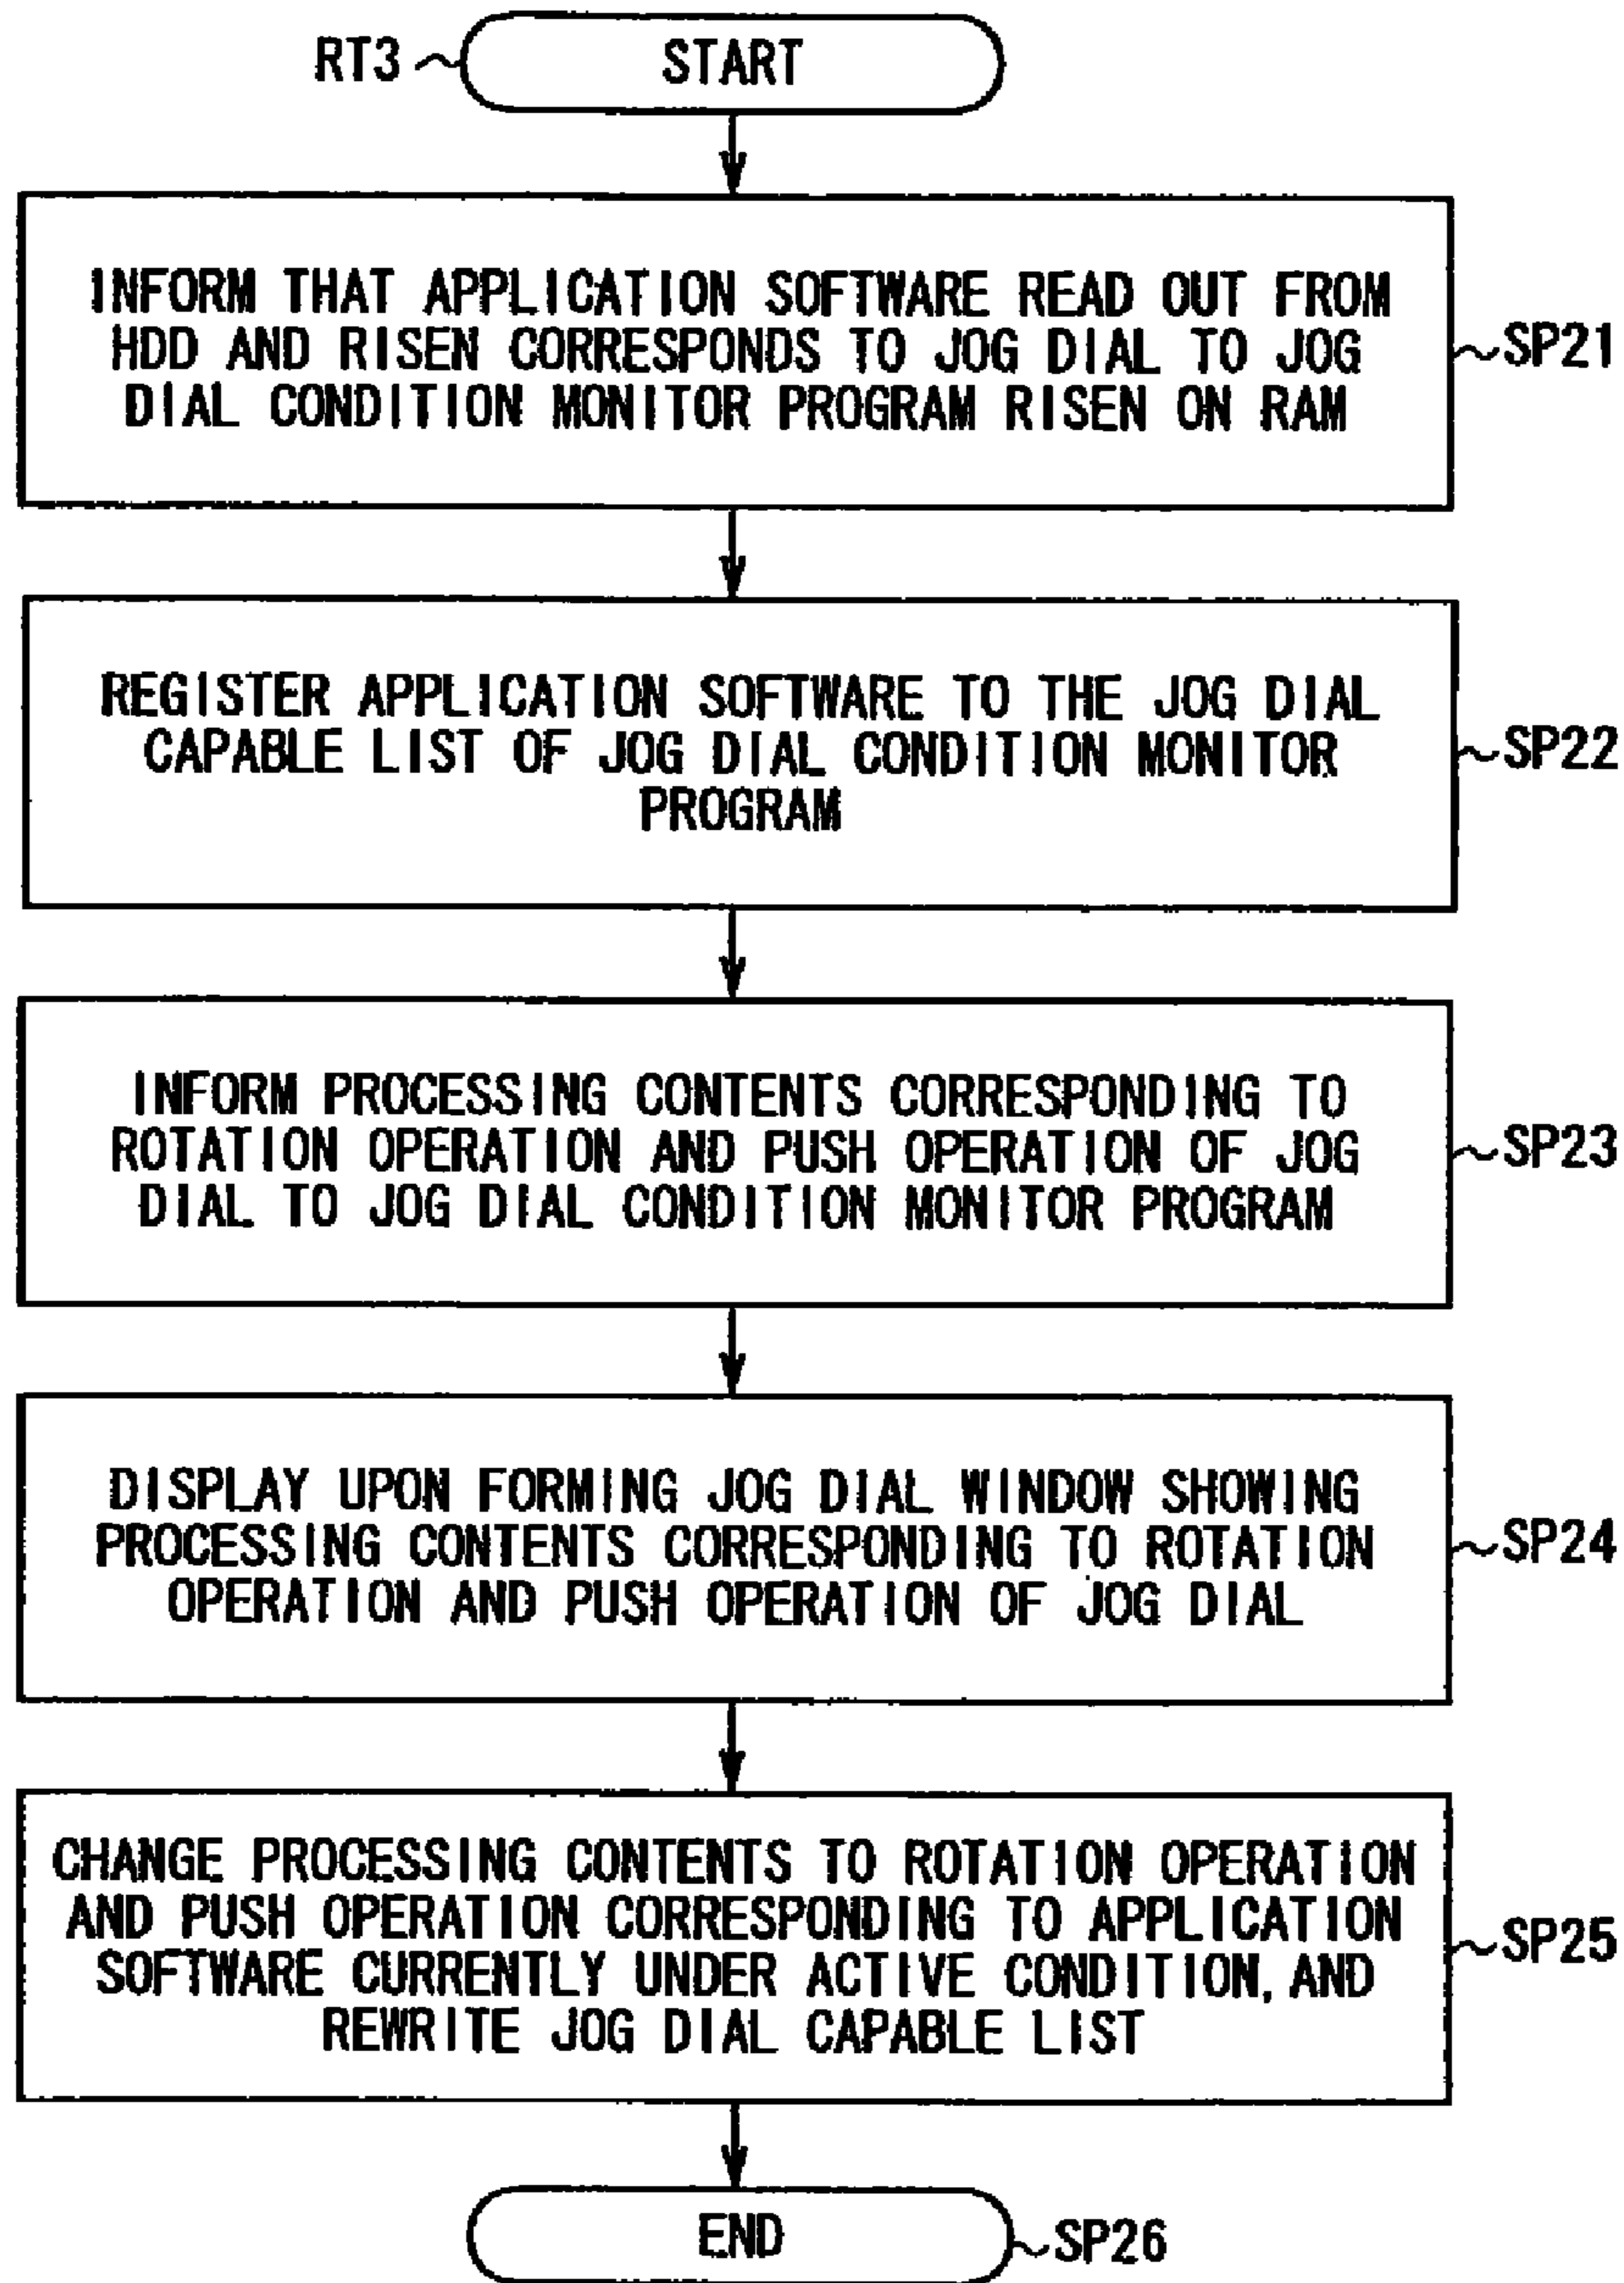 RT3
START
INFORM THAT APPLICATION SOFTWARE READ OUT FROM
HDD AND RISEN CORRESPONDS TO JOG DIAL TO JOG
DIAL CONDITION MONITOR PROGRAM RISEN ON RAM
SP21
REGISTER APPLICATION SOFTWARE TO THE JOG DIAL
CAPABLE LIST OF JOG DIAL CONDITION MONITOR
PROGRAM
SP22
INFORM PROCESSING CONTENTS CORRESPONDING TO
ROTATION OPERATION AND PUSH OPERATION OF JOG
DIAL TO JOG DIAL CONDITION MONITOR PROGRAM
SP23
DISPLAY UPON FORMING JOG DIAL WINDOW SHOWING
PROCESSING CONTENTS CORRESPONDING TO ROTATION
OPERATION AND PUSH OPERATION OF JOG DIAL
SP24
CHANGE PROCESSING CONTENTS TO ROTATION OPERATION
AND PUSH OPERATION CORRESPONDING TO APPLICATION
SOFTWARE CURRENTLY UNDER ACTIVE CONDITION, AND
REWRITE JOG DIAL CAPABLE LIST
SP25
END
SP26